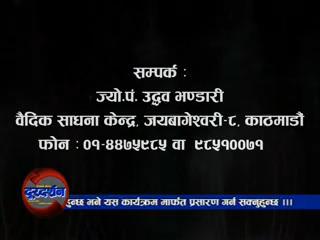 सम्पर्क :
ज्यो.पं. उद्धव भण्डारी
वैदिक साधना केन्द्र, जयबागेश्वरी-८, काठमाडौ
फोन : ०१-४४७५९८५ वा ९८५१००७१
दूरदर्शन
हुन्छ भने यस कार्यक्रम मार्फत प्रसारण गर्न सक्नुहुन्छ ।।।